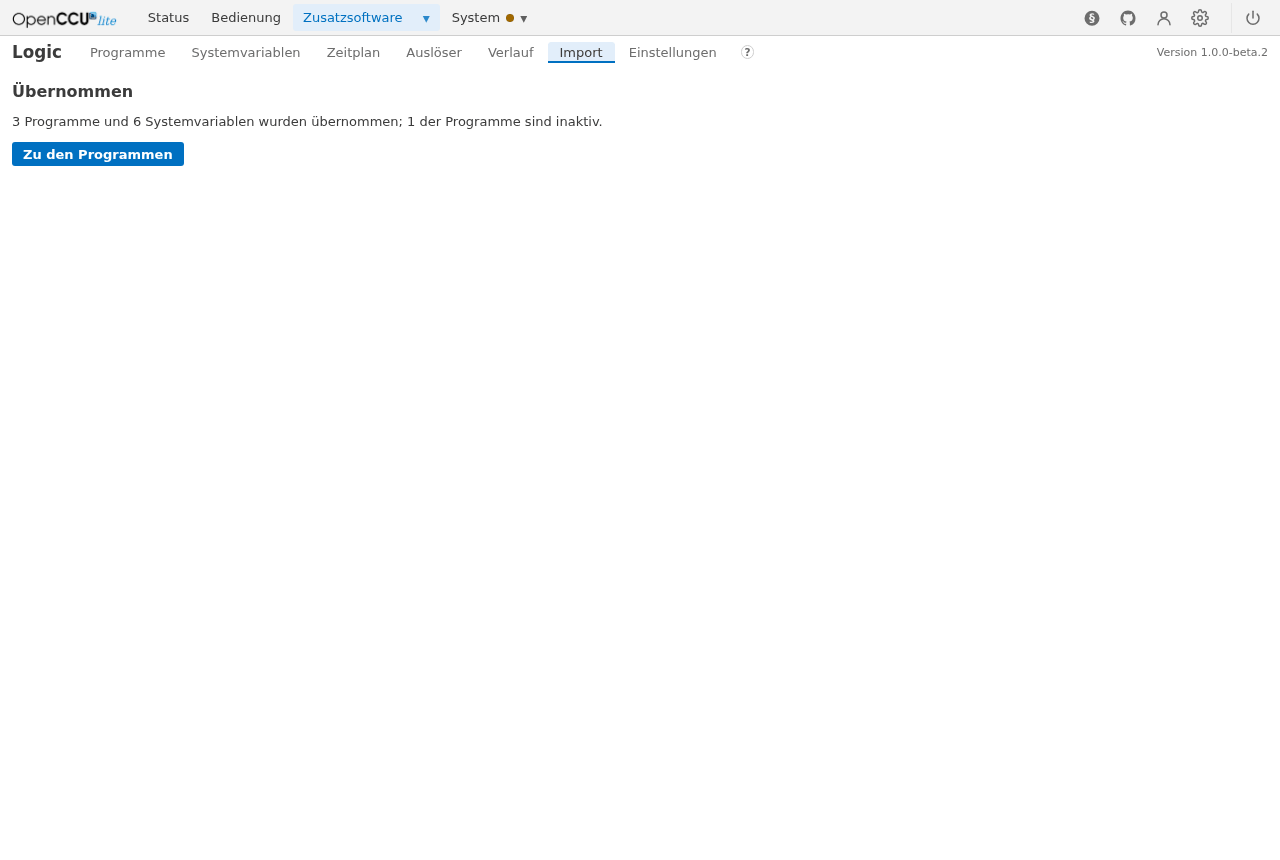 OpenCCU lite Status Bedienung Zusatzsoftware ▼ System ▼ §
Logic Programme Systemvariablen Zeitplan Auslöser Verlauf Import Einstellungen ? Version 1.0.0-beta.2
Übernommen
3 Programme und 6 Systemvariablen wurden übernommen; 1 der Programme sind inaktiv.
Zu den Programmen